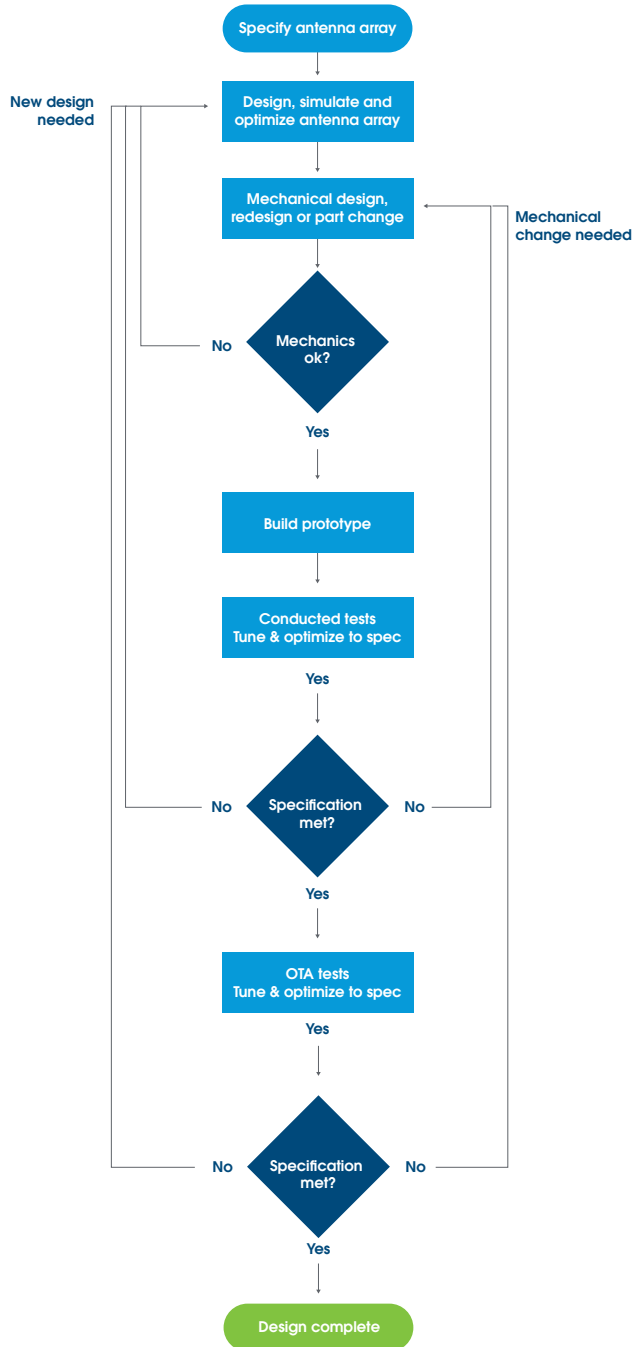 Specify antenna array
New design
needed
Design, simulate and
optimize antenna array
Mechanical design,
redesign or part change
Mechanical
change needed
No
Mechanics
ok?
Yes
Build prototype
Conducted tests
Tune & optimize to spec
Yes
No
Specification
met?
No
Yes
OTA tests
Tune & optimize to spec
Yes
No
Specification
met?
No
Yes
Design complete